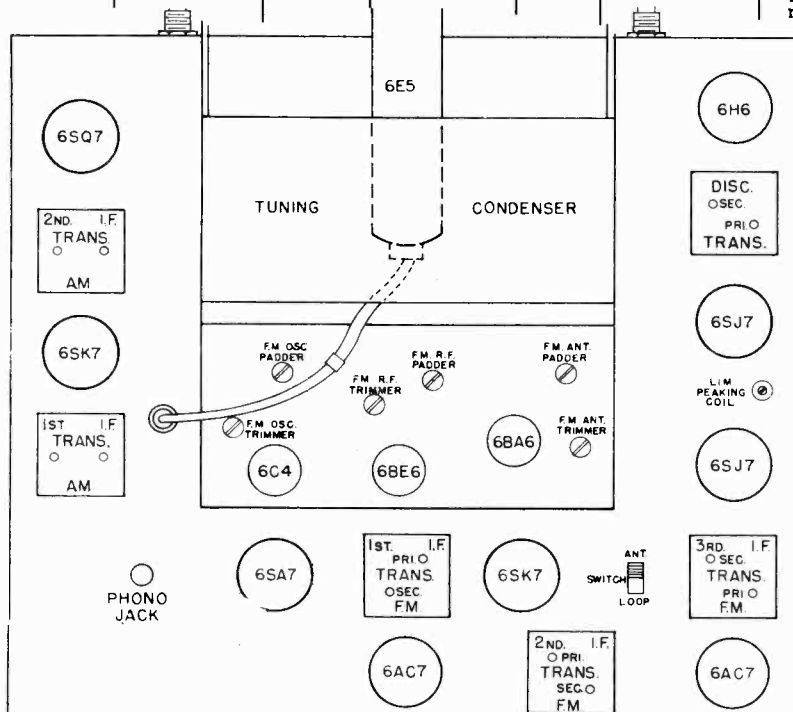 6E5
6SQ7
6H6
2ND. I.F.
TRANS.
AM
TUNING
CONDENSER
DISC.
SEC.
PRI.
TRANS.
6SK7
6SJ7
F.M OSC
PADDER
F.M. R.F.
PADDER
F.M. ANT.
PADDER
F.M. R.F.
TRIMMER
LIM
PEAKING
COIL
1ST I.F.
TRANS.
AM
F.M OSC.
TRIMMER
F.M ANT.
TRIMMER
6C4
6BE6
6BA6
6SJ7
PHONO
JACK
6SA7
1ST. I.F.
PRI.
TRANS.
SEC.
F.M.
6SK7
ANT.
SWITCH
LOOP
3RD. I.F.
SEC.
TRANS.
PRI
F.M.
6AC7
2ND. I.F.
PRI.
TRANS.
SEC.
F.M.
6AC7